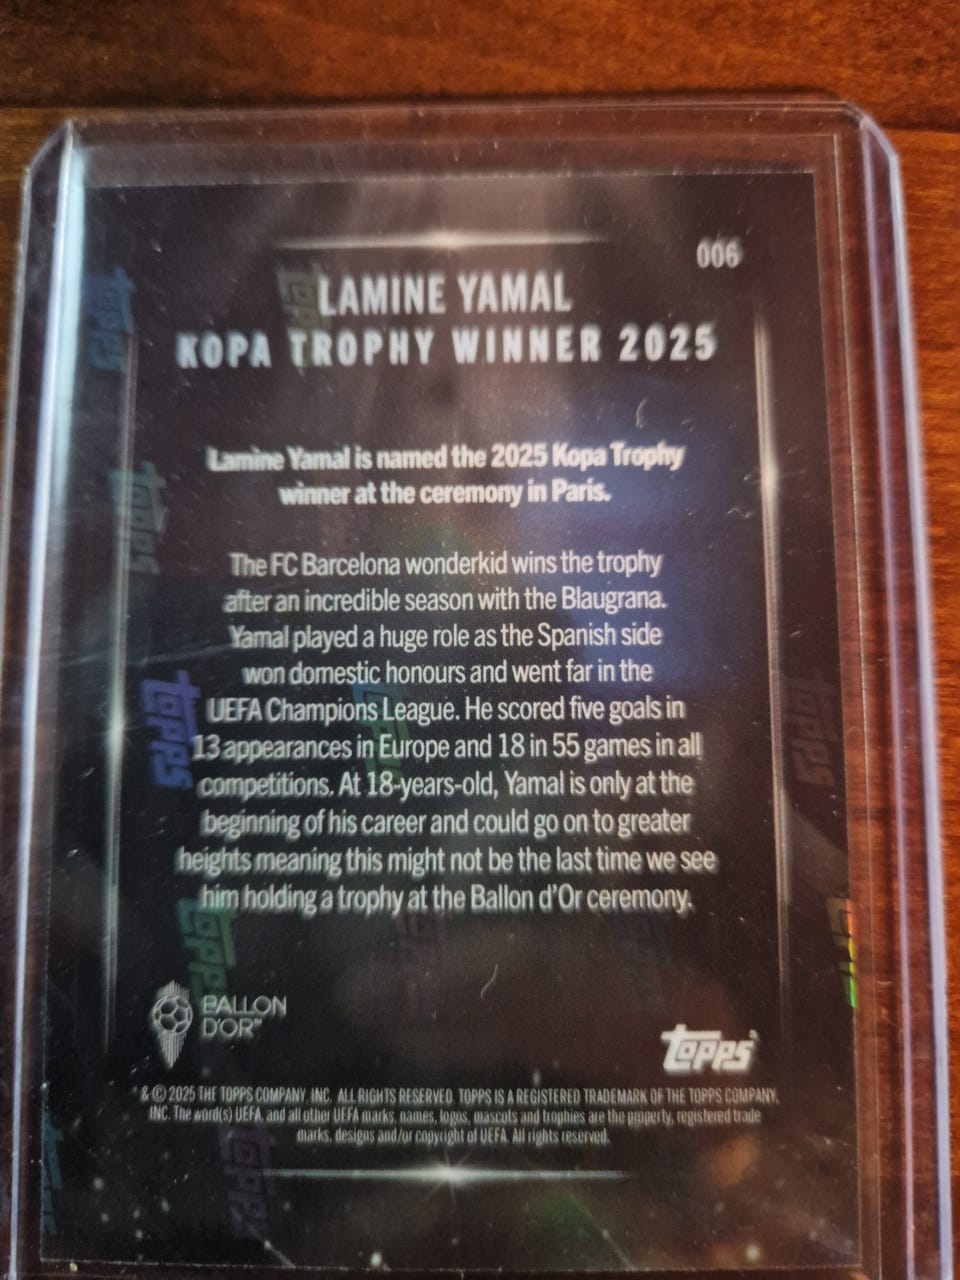 006
LAMINE YAMAL
KOPA TROPHY WINNER 2025
Lamine Yamal is named the 2025 Kopa Trophy
winner at the ceremony in Paris.
The FC Barcelona wonderkid wins the trophy
after an incredible season with the Blaugrana.
Yamal played a huge role as the Spanish side
won domestic honours and went far in the
UEFA Champions League. He scored five goals in
13 appearances in Europe and 18 in 55 games in all
competitions. At 18-years-old, Yamal is only at the
beginning of his career and could go on to greater
heights meaning this might not be the last time we see
him holding a trophy at the Ballon d'Or ceremony.
BALLON
D'OR™
topps
* & © 2025 THE TOPPS COMPANY, INC. ALL RIGHTS RESERVED. TOPPS IS A REGISTERED TRADEMARK OF THE TOPPS COMPANY,
INC. The word(s) UEFA, and all other UEFA marks, names, logos, mascots and trophies are the property, registered trade
marks, designs and/or copyright of UEFA. All rights reserved.
topps
topps
topps
topps
topps
topps